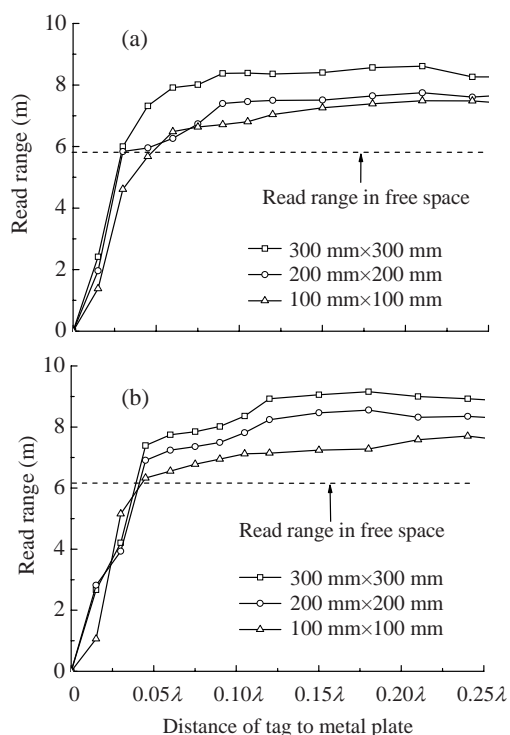 10
(a)
8
6
4
2
0
Read range (m)
Read range in free space
300 mm×300 mm
200 mm×200 mm
100 mm×100 mm
10
(b)
8
6
4
2
0
Read range (m)
Read range in free space
300 mm×300 mm
200 mm×200 mm
100 mm×100 mm
0 0.05λ 0.10λ 0.15λ 0.20λ 0.25λ
Distance of tag to metal plate